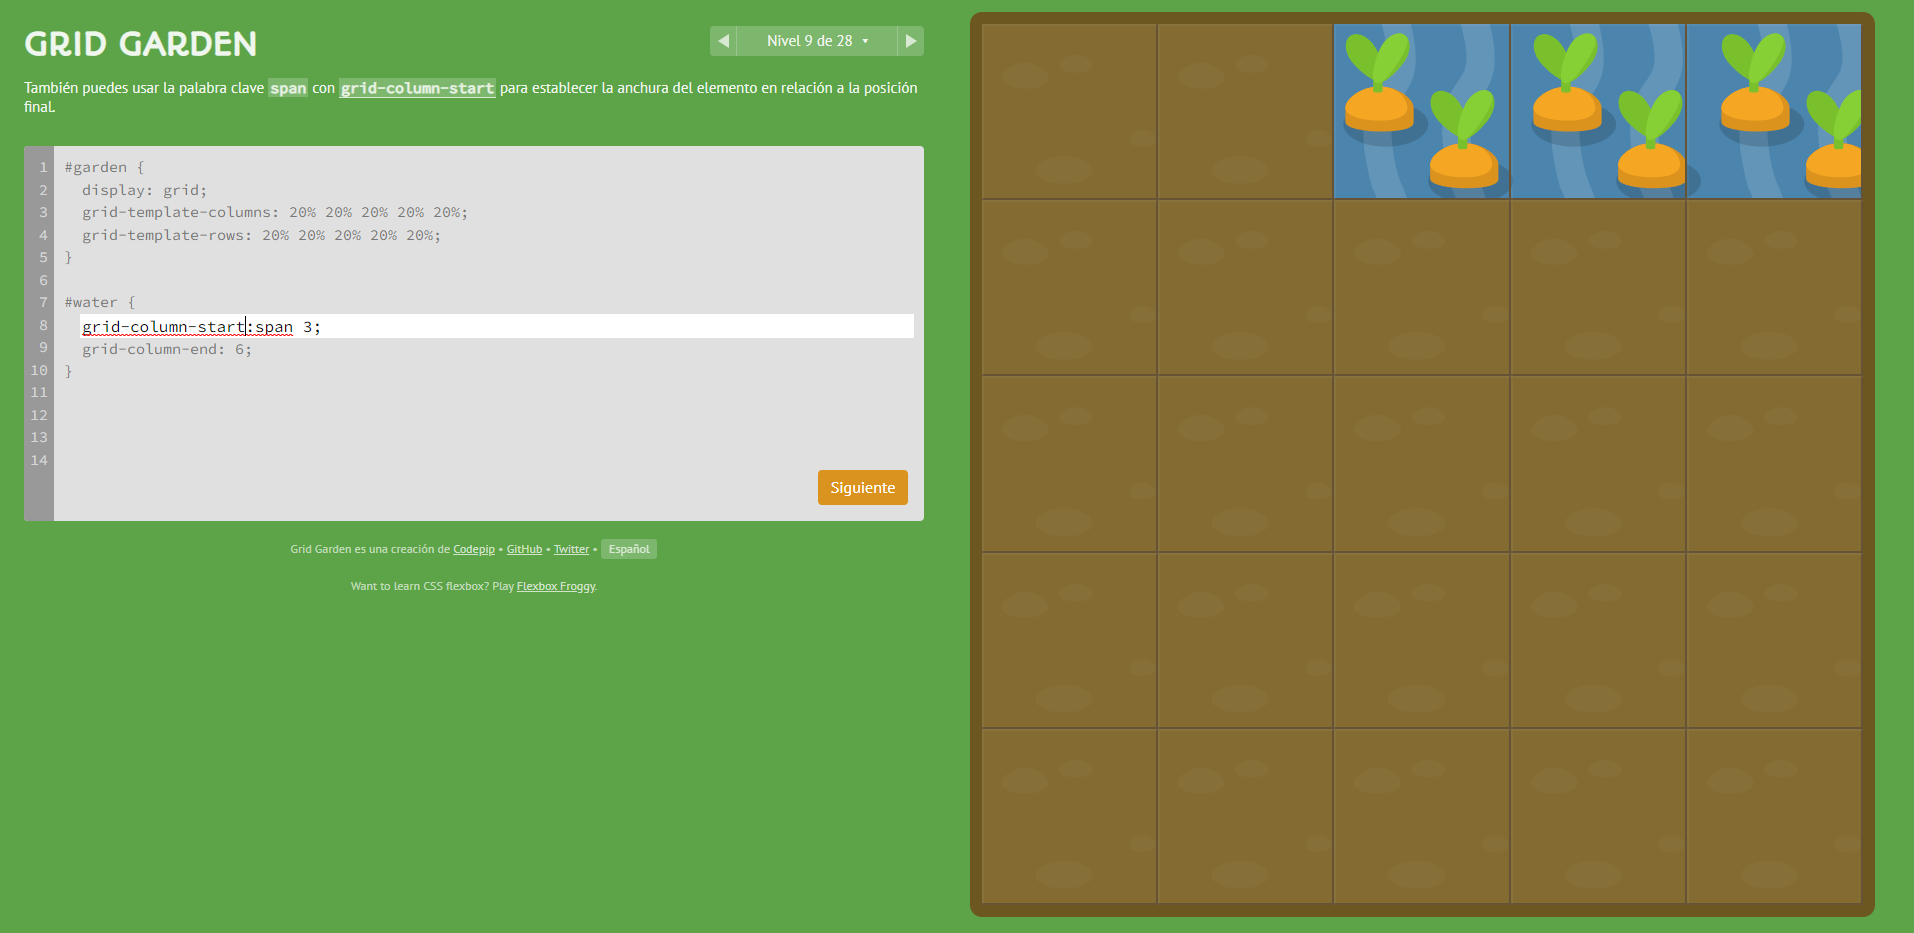 GRID GARDEN
Nivel 9 de 28
También puedes usar la palabra clave span con grid-column-start para establecer la anchura del elemento en relación a la posición
final.
1 #garden {
2 display: grid;
3 grid-template-columns: 20% 20% 20% 20% 20%;
4 grid-template-rows: 20% 20% 20% 20% 20%;
5 }
6
7 #water {
8 grid-column-start:span 3;
9 grid-column-end: 6;
10 }
11
12
13
14
Siguiente
Grid Garden es una creación de Codepip • GitHub • Twitter • Español
Want to learn CSS flexbox? Play Flexbox Froggy.